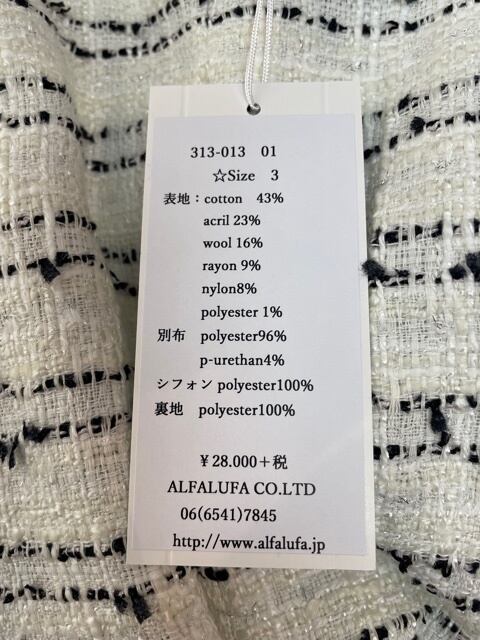 313-013 01
☆Size 3
表地：cotton 43%
acril 23%
wool 16%
rayon 9%
nylon8%
polyester 1%
別布 polyester96%
p-urethan4%
シフォン polyester100%
裏地 polyester100%
￥28.000＋税
ALFALUFA CO.LTD
06(6541)7845
http://www.alfalufa.jp